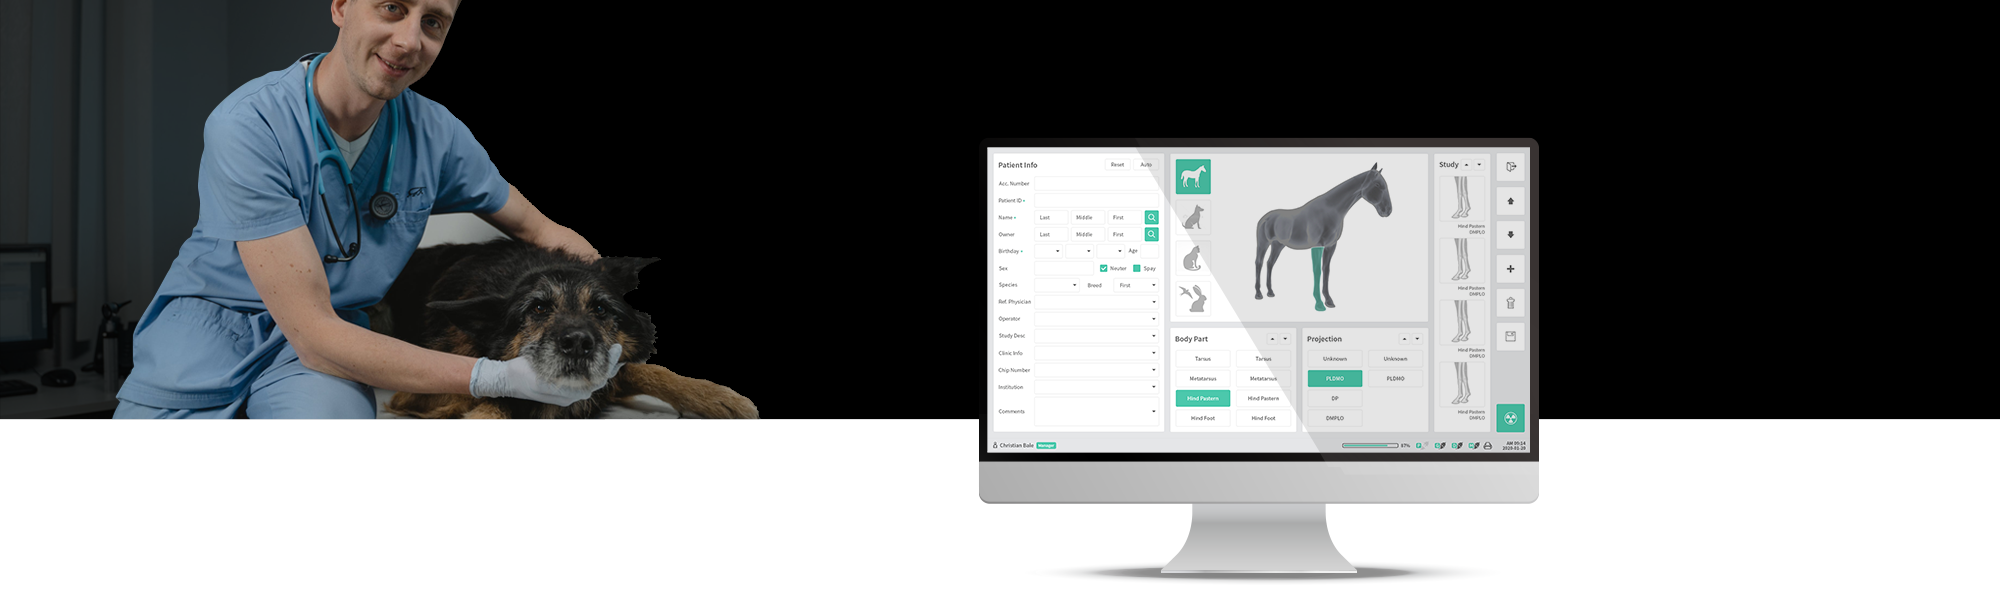 Patient Info Reset Auto
Acc. Number
Patient ID •
Name • Last Middle First
Owner Last Middle First
Birthday • Age
Sex Neuter Spay
Species Breed First
Ref. Physician
Operator
Study Desc
Clinic Info
Chip Number
Institution
Comments
Body Part
Tarsus Tarsus
Metatarsus Metatarsus
Hind Pastern Hind Pastern
Hind Foot Hind Foot
Projection
Unknown Unknown
PLDMO PLDMO
DP
DMPLO
Study
Hind Pastern
DMPLO
Hind Pastern
DMPLO
Hind Pastern
DMPLO
Hind Pastern
DMPLO
Christian Bale Manager
87%
AM 09:14
2020-01-20